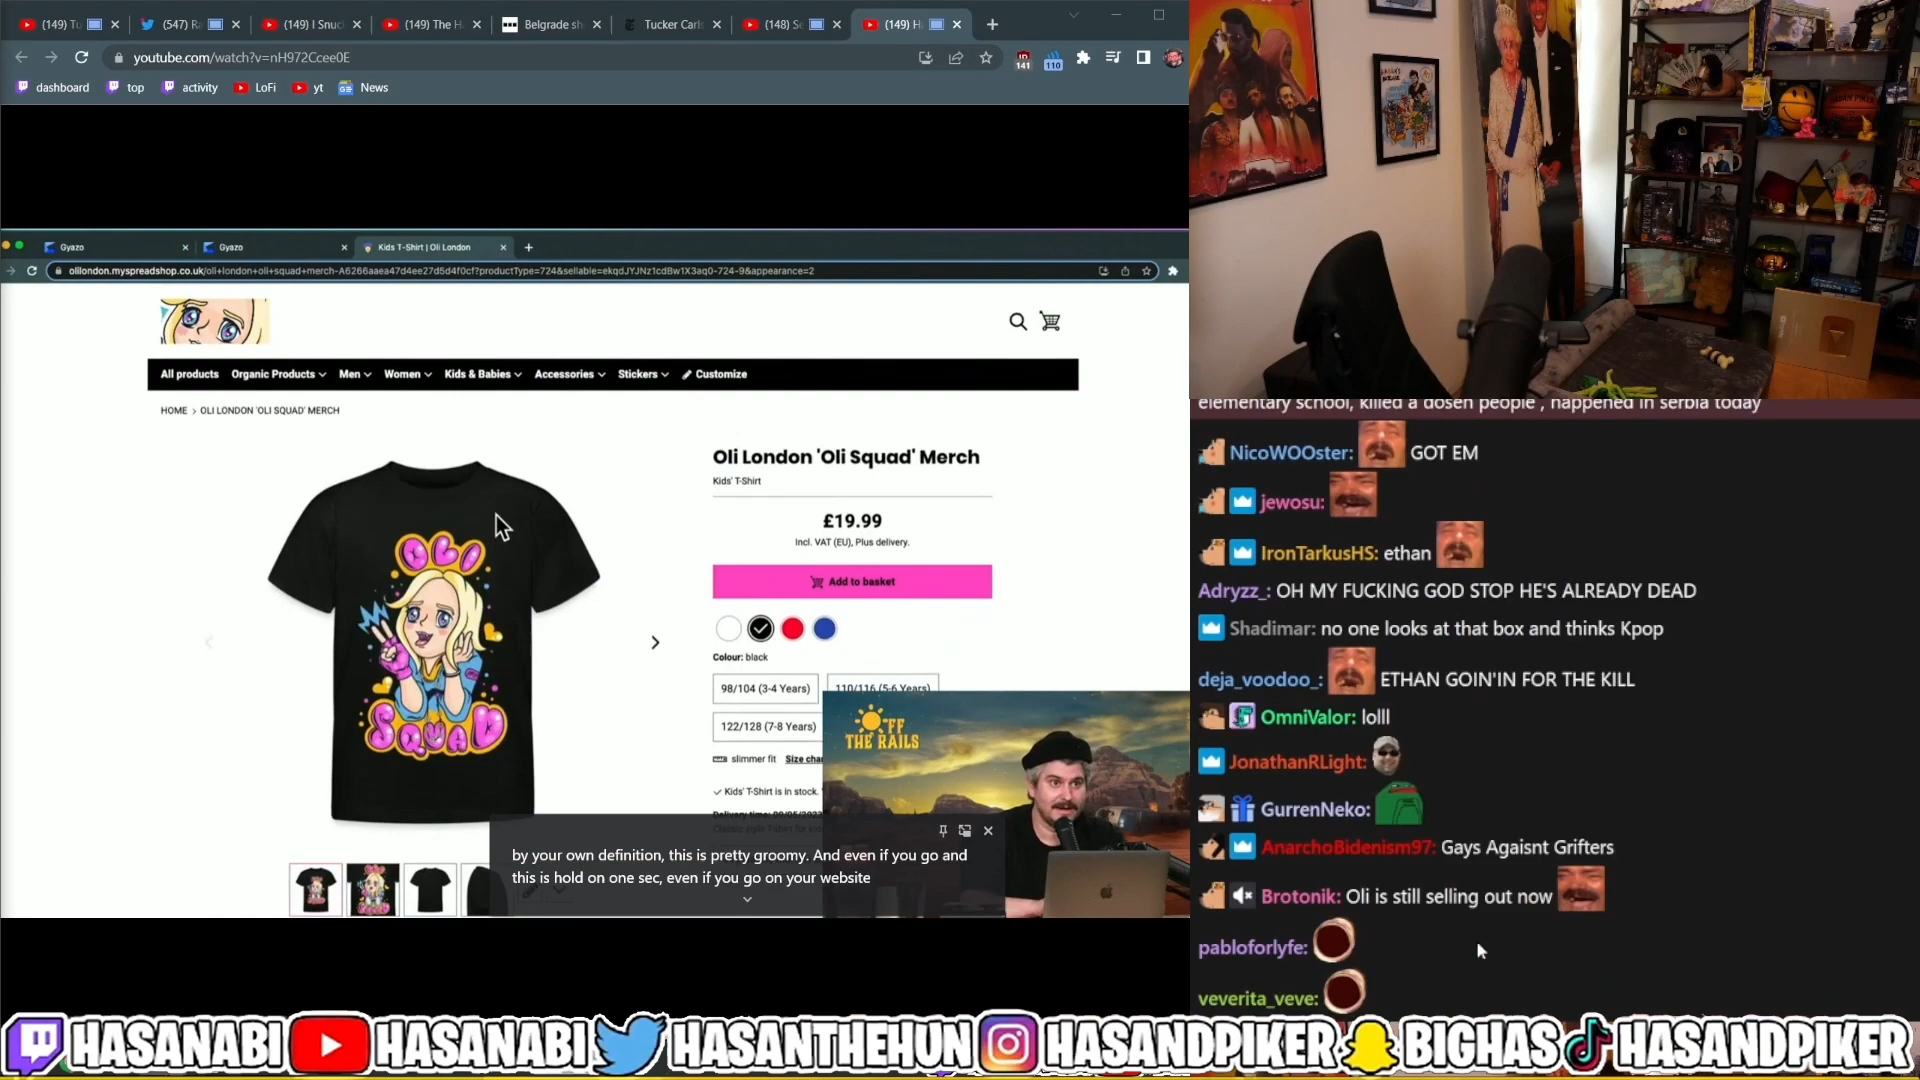 (149) Tu
(547) Ra
(149) I Snuc
(149) The H
Belgrade sh
Tucker Carls
(148) Se
(149) H
youtube.com/watch?v=nH972Ccee0E
141
110
dashboard
top
activity
LoFi
yt
News
Gyazo
Gyazo
Kids T-Shirt | Oli London
olilondon.myspreadshop.co.uk/oli+london+oli+squad+merch-A6266aaea47d4ee27d5d4f0cf?productType=724&sellable=ekqdJYJNz1cdBw1X3aq0-724-9&appearance=2
All products
Organic Products
Men
Women
Kids & Babies
Accessories
Stickers
Customize
HOME > OLI LONDON 'OLI SQUAD' MERCH
OLI
SQUAD
Oli London 'Oli Squad' Merch
Kids' T-Shirt
£19.99
Incl. VAT (EU), Plus delivery.
Add to basket
Colour: black
98/104 (3-4 Years)
110/116 (5-6 Years)
122/128 (7-8 Years)
slimmer fit Size char
Kids' T-Shirt is in stock.
OFF
THE RAILS
by your own definition, this is pretty groomy. And even if you go and
this is hold on one sec, even if you go on your website
HASAN PIKER
elementary school, killed a dosen people , happened in serbia today
NicoWOOster: GOT EM
jewosu:
IronTarkusHS: ethan
Adryzz_: OH MY FUCKING GOD STOP HE'S ALREADY DEAD
Shadimar: no one looks at that box and thinks Kpop
deja_voodoo_: ETHAN GOIN'IN FOR THE KILL
OmniValor: lolll
JonathanRLight:
GurrenNeko:
AnarchoBidenism97: Gays Agaisnt Grifters
Brotonik: Oli is still selling out now
pabloforlyfe:
veverita_veve:
HASANABI
HASANABI
HASANTHEHUN
HASANDPIKER
BIGHAS
HASANDPIKER